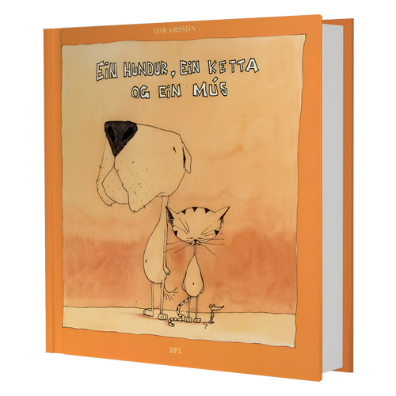 OSKARSSON
EiN HUNDUR, EiN KETTA
OG EiN MÚS
BFL